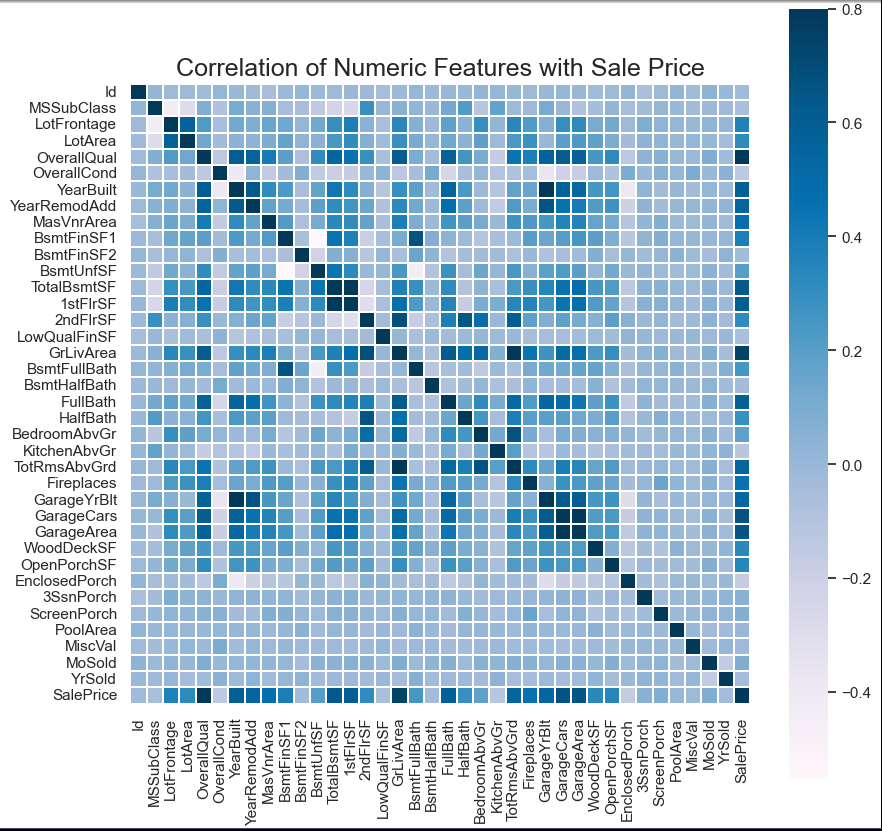 Correlation of Numeric Features with Sale Price
Id
MSSubClass
LotFrontage
LotArea
OverallQual
OverallCond
YearBuilt
YearRemodAdd
MasVnrArea
BsmtFinSF1
BsmtFinSF2
BsmtUnfSF
TotalBsmtSF
1stFlrSF
2ndFlrSF
LowQualFinSF
GrLivArea
BsmtFullBath
BsmtHalfBath
FullBath
HalfBath
BedroomAbvGr
KitchenAbvGr
TotRmsAbvGrd
Fireplaces
GarageYrBlt
GarageCars
GarageArea
WoodDeckSF
OpenPorchSF
EnclosedPorch
3SsnPorch
ScreenPorch
PoolArea
MiscVal
MoSold
YrSold
SalePrice
Id
MSSubClass
LotFrontage
LotArea
OverallQual
OverallCond
YearBuilt
YearRemodAdd
MasVnrArea
BsmtFinSF1
BsmtFinSF2
BsmtUnfSF
TotalBsmtSF
1stFlrSF
2ndFlrSF
LowQualFinSF
GrLivArea
BsmtFullBath
BsmtHalfBath
FullBath
HalfBath
BedroomAbvGr
KitchenAbvGr
TotRmsAbvGrd
Fireplaces
GarageYrBlt
GarageCars
GarageArea
WoodDeckSF
OpenPorchSF
EnclosedPorch
3SsnPorch
ScreenPorch
PoolArea
MiscVal
MoSold
YrSold
SalePrice
0.8
0.6
0.4
0.2
0.0
−0.2
−0.4